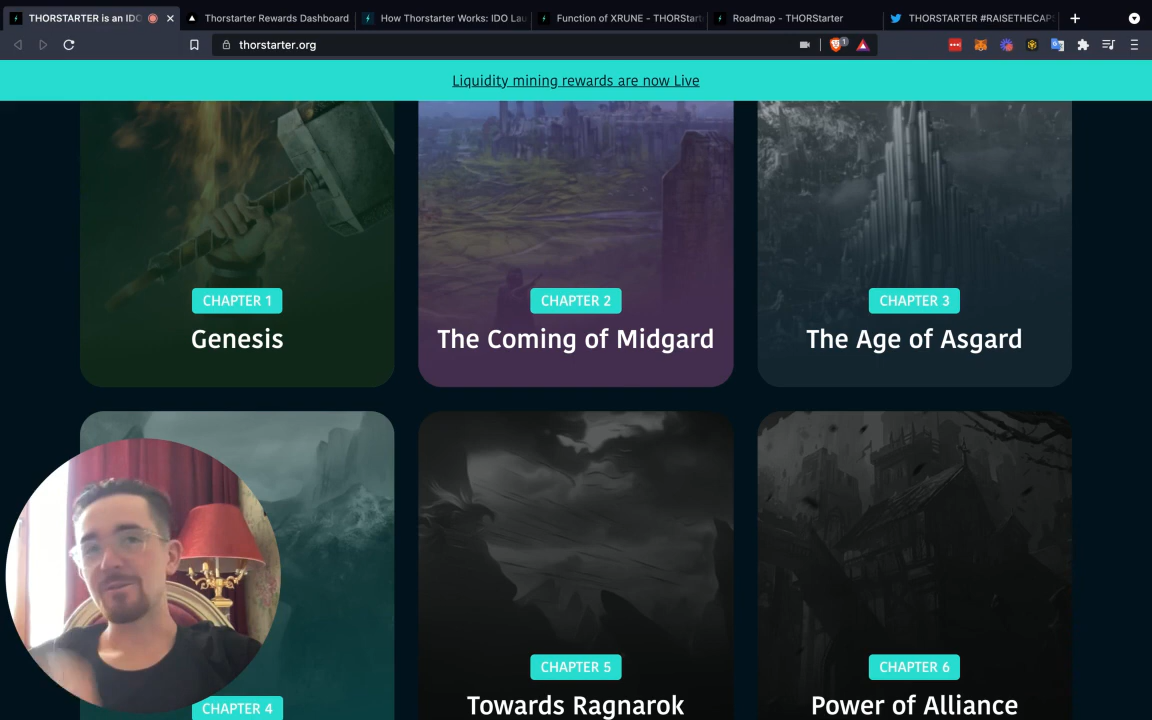 THORSTARTER is an IDO
Thorstarter Rewards Dashboard
How Thorstarter Works: IDO Lau
Function of XRUNE - THORStart
Roadmap - THORStarter
THORSTARTER #RAISETHECAPS
thorstarter.org
1
Liquidity mining rewards are now Live
CHAPTER 1
Genesis
CHAPTER 2
The Coming of Midgard
CHAPTER 3
The Age of Asgard
CHAPTER 4
CHAPTER 5
Towards Ragnarok
CHAPTER 6
Power of Alliance